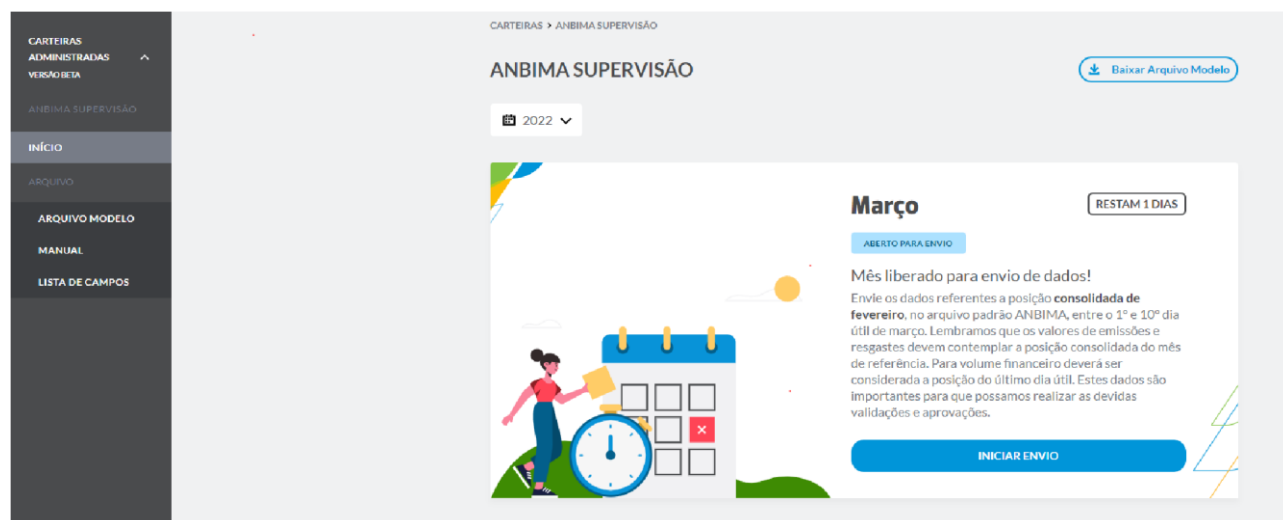 CARTEIRAS
ADMINISTRADAS
VERSÃO BETA
ANBIMA SUPERVISÃO
INÍCIO
ARQUIVO
ARQUIVO MODELO
MANUAL
LISTA DE CAMPOS
CARTEIRAS > ANBIMA SUPERVISÃO
ANBIMA SUPERVISÃO
Baixar Arquivo Modelo
2022
Março
RESTAM 1 DIAS
ABERTO PARA ENVIO
Mês liberado para envio de dados!
Envie os dados referentes a posição consolidada de
fevereiro, no arquivo padrão ANBIMA, entre o 1º e 10º dia
útil de março. Lembramos que os valores de emissões e
resgastes devem contemplar a posição consolidada do mês
de referência. Para volume financeiro deverá ser
considerada a posição do último dia útil. Estes dados são
importantes para que possamos realizar as devidas
validações e aprovações.
INICIAR ENVIO